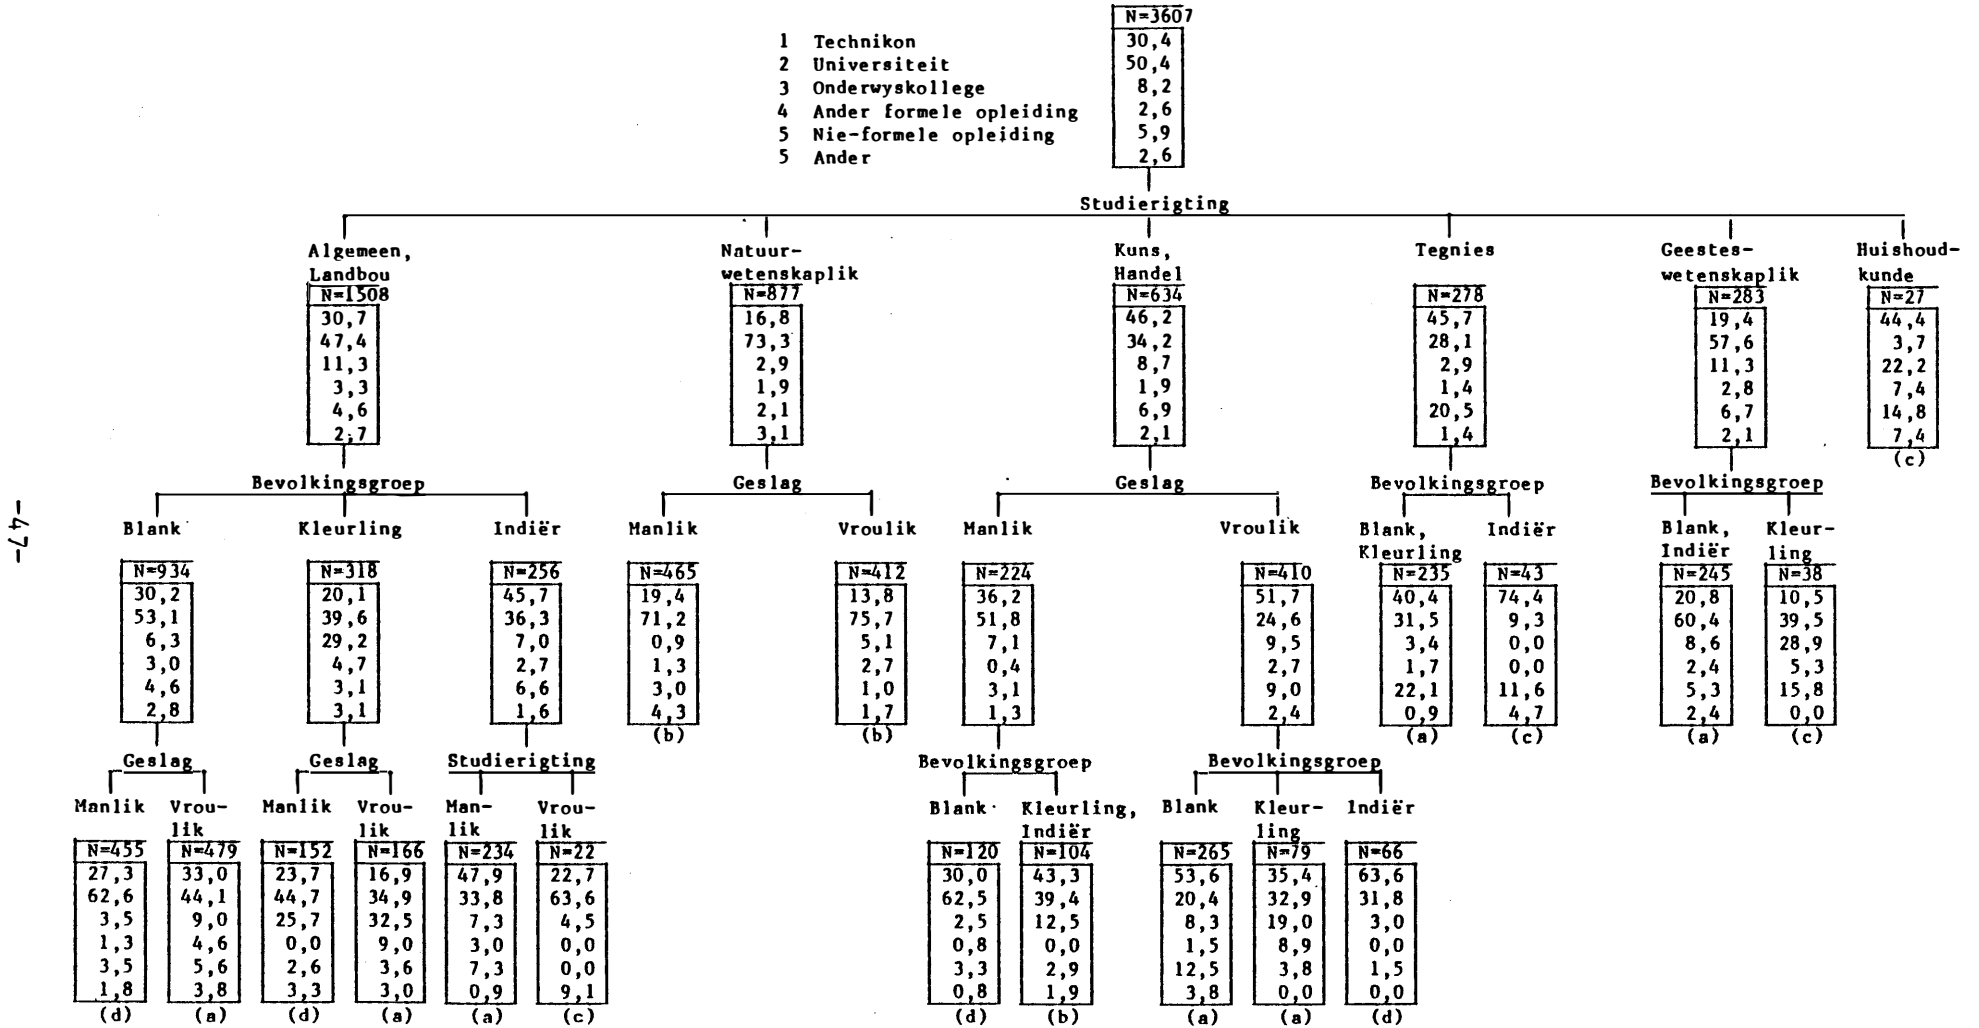 N=3607
30,4
1 Technikon
50,4
2 Universiteit
8,2
3 Onderwyskollege
2,6
4 Ander formele opleiding
5,9
5 Nie-formele opleiding
2,6
5 Ander
Studierigting
Algemeen, Natuur- Kuns, Tegnies Geestes- Huishoud-
Landbou wetenskaplik Handel wetenskaplik kunde
N=1508 N=877 N=634 N=278 N=283 N=27
30,7 16,8 46,2 45,7 19,4 44,4
47,4 73,3 34,2 28,1 57,6 3,7
11,3 2,9 8,7 2,9 11,3 22,2
3,3 1,9 1,9 1,4 2,8 7,4
4,6 2,1 6,9 20,5 6,7 14,8
2,7 3,1 2,1 1,4 2,1 7,4
(c)
Bevolkingsgroep Geslag Geslag Bevolkingsgroep Bevolkingsgroep
Blank Kleurling Indiër Manlik Vroulik Manlik Vroulik Blank, Indiër Blank, Kleur-
Kleurling Indiër ling
N=934 N=318 N=256 N=465 N=412 N=224 N=410 N=235 N=43 N=245 N=38
30,2 20,1 45,7 19,4 13,8 36,2 51,7 40,4 74,4 20,8 10,5
53,1 39,6 36,3 71,2 75,7 51,8 24,6 31,5 9,3 60,4 39,5
6,3 29,2 7,0 0,9 5,1 7,1 9,5 3,4 0,0 8,6 28,9
3,0 4,7 2,7 1,3 2,7 0,4 2,7 1,7 0,0 2,4 5,3
4,6 3,1 6,6 3,0 1,0 3,1 9,0 22,1 11,6 5,3 15,8
2,8 3,1 1,6 4,3 1,7 1,3 2,4 0,9 4,7 2,4 0,0
(b) (b) (a) (c) (a) (c)
Geslag Geslag Studierigting Bevolkingsgroep Bevolkingsgroep
Manlik Vrou- Manlik Vrou- Man- Vrou- Blank Kleurling, Blank Kleur- Indiër
lik lik lik lik Indiër ling
N=455 N=479 N=152 N=166 N=234 N=22 N=120 N=104 N=265 N=79 N=66
27,3 33,0 23,7 16,9 47,9 22,7 30,0 43,3 53,6 35,4 63,6
62,6 44,1 44,7 34,9 33,8 63,6 62,5 39,4 20,4 32,9 31,8
3,5 9,0 25,7 32,5 7,3 4,5 2,5 12,5 8,3 19,0 3,0
1,3 4,6 0,0 9,0 3,0 0,0 0,8 0,0 1,5 8,9 0,0
3,5 5,6 2,6 3,6 7,3 0,0 3,3 2,9 12,5 3,8 1,5
1,8 3,8 3,3 3,0 0,9 9,1 0,8 1,9 3,8 0,0 0,0
(d) (a) (d) (a) (a) (c) (d) (b) (a) (a) (d)
-47-